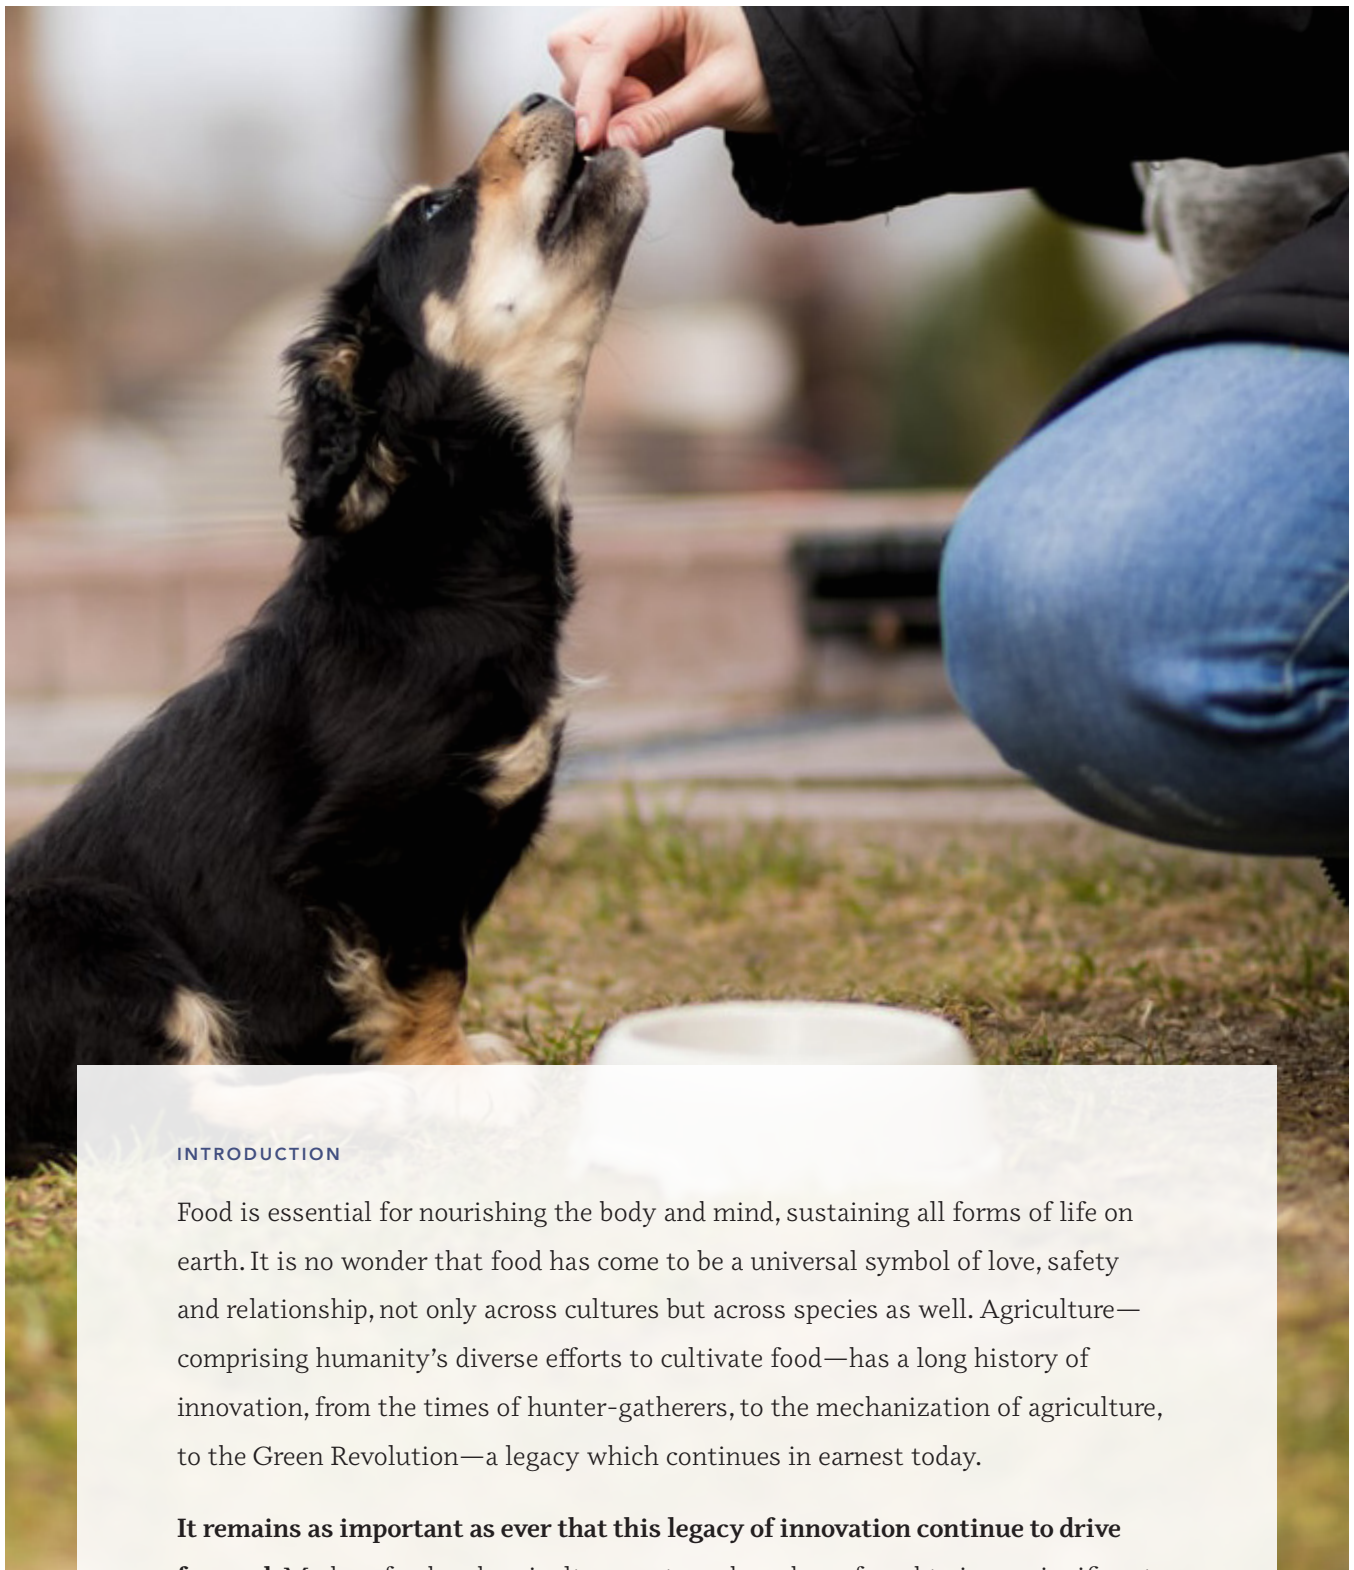 INTRODUCTION
Food is essential for nourishing the body and mind, sustaining all forms of life on
earth. It is no wonder that food has come to be a universal symbol of love, safety
and relationship, not only across cultures but across species as well. Agriculture—
comprising humanity’s diverse efforts to cultivate food—has a long history of
innovation, from the times of hunter-gatherers, to the mechanization of agriculture,
to the Green Revolution—a legacy which continues in earnest today.
It remains as important as ever that this legacy of innovation continue to drive